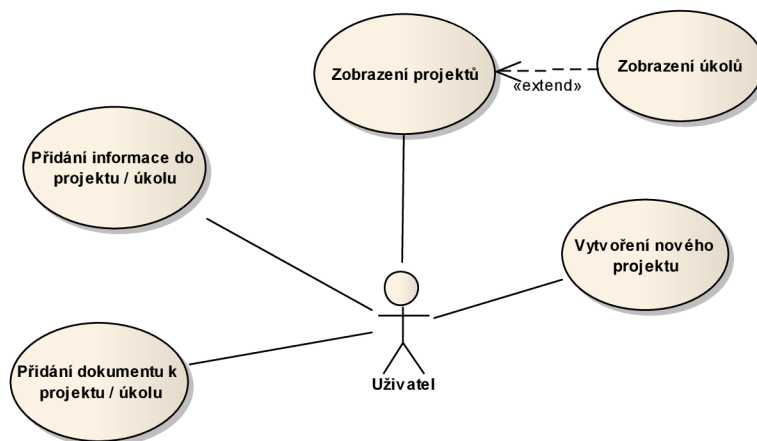 Zobrazení projektů
«extend»
Zobrazení úkolů
Přidání informace do
projektu / úkolu
Vytvoření nového
projektu
Přidání dokumentu k
projektu / úkolu
Uživatel